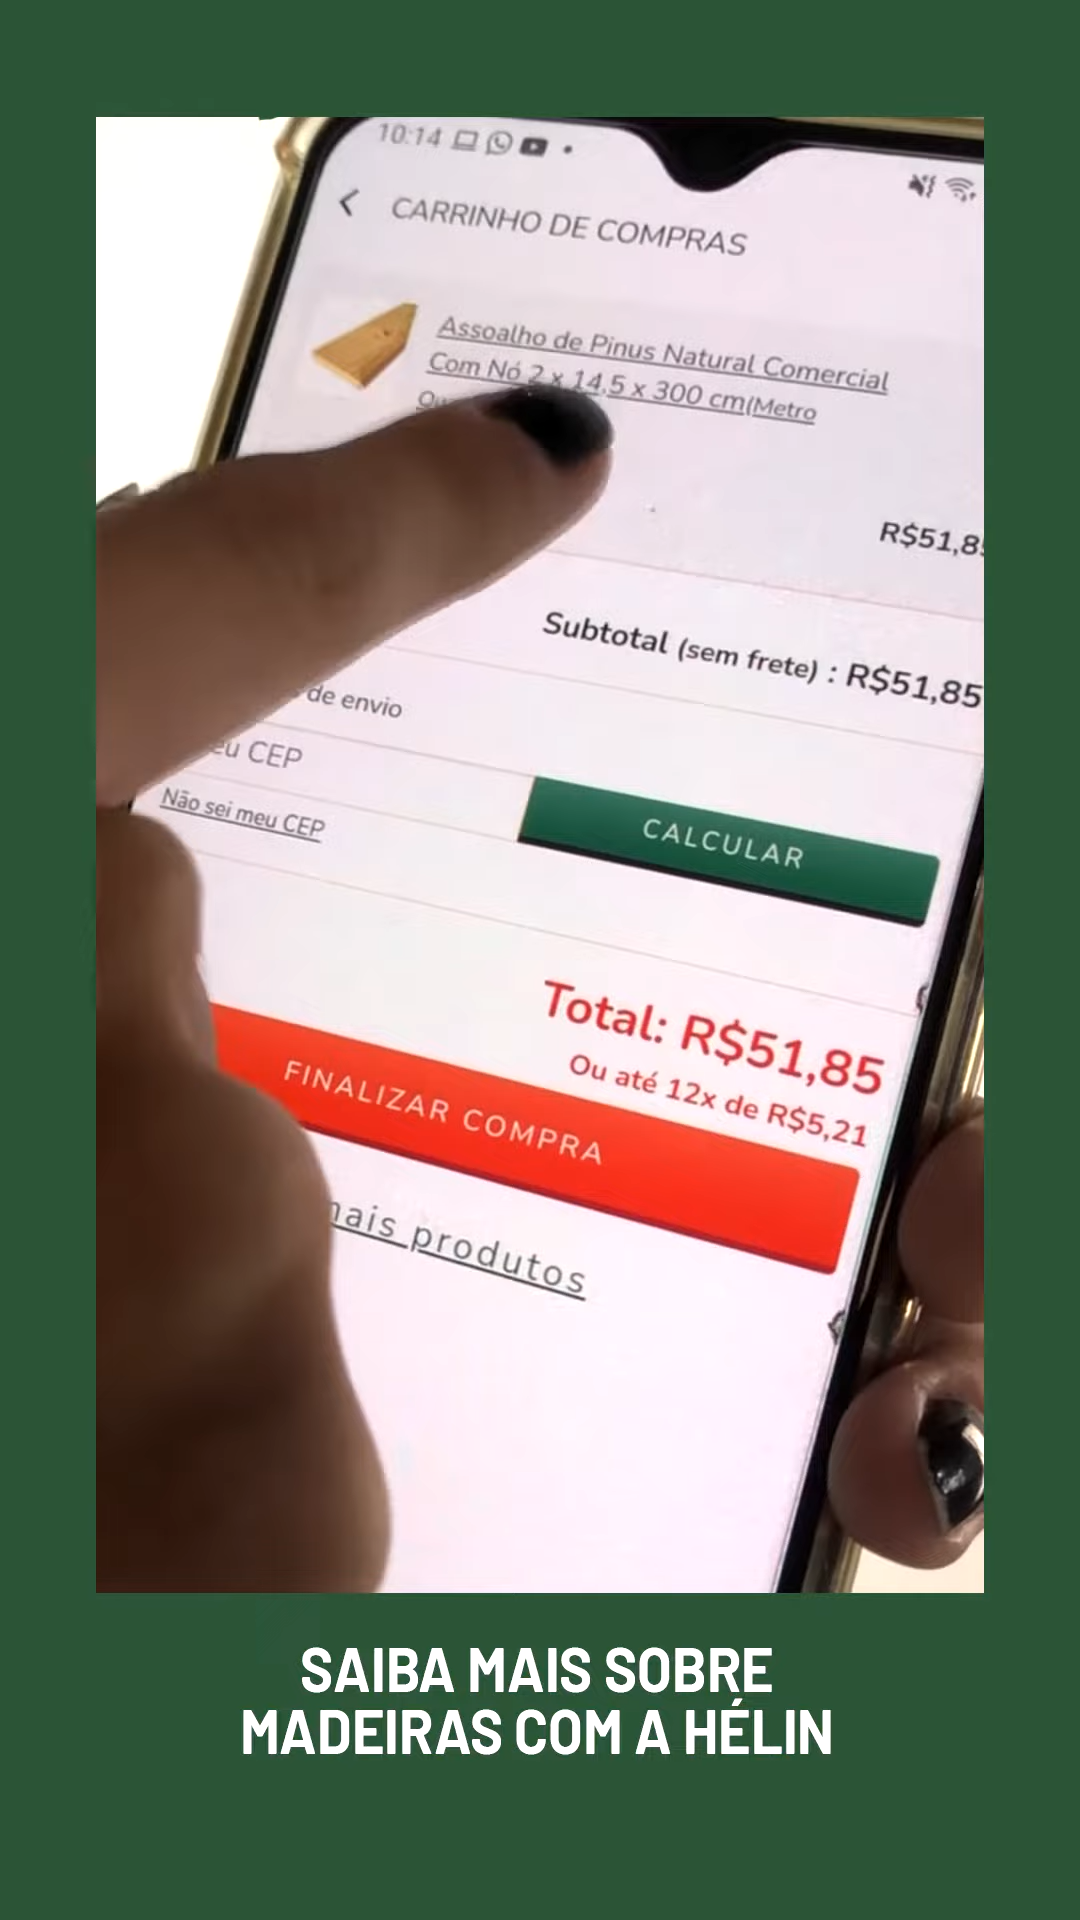 10:14
CARRINHO DE COMPRAS
Assoalho de Pinus Natural Comercial
Com Nó 2 x 14,5 x 300 cm(Metro
R$51,8
Subtotal (sem frete) : R$51,85
de envio
eu CEP
Não sei meu CEP
CALCULAR
Total: R$51,85
Ou até 12x de R$5,21
FINALIZAR COMPRA
mais produtos
SAIBA MAIS SOBRE
MADEIRAS COM A HÉLIN